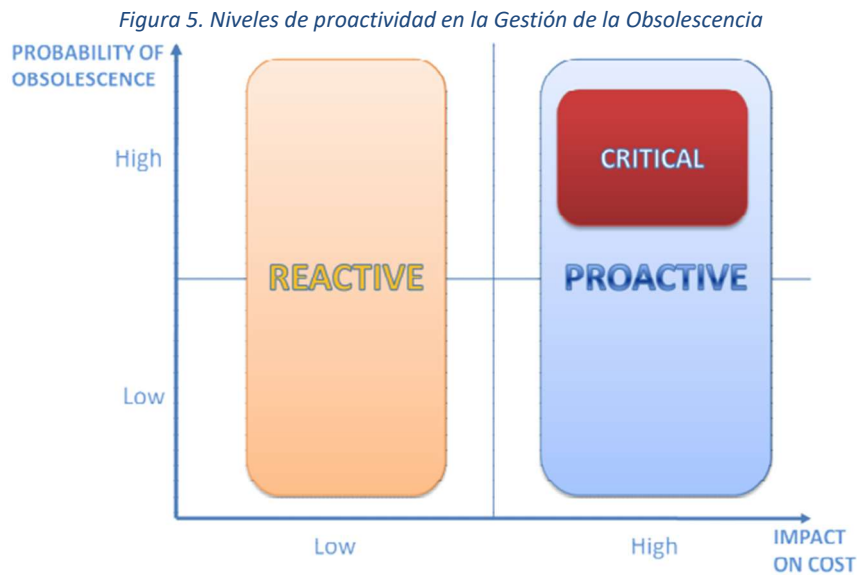 Figura 5. Niveles de proactividad en la Gestión de la Obsolescencia
PROBABILITY OF
OBSOLESCENCE
High
CRITICAL
REACTIVE
PROACTIVE
Low
Low
High
IMPACT
ON COST